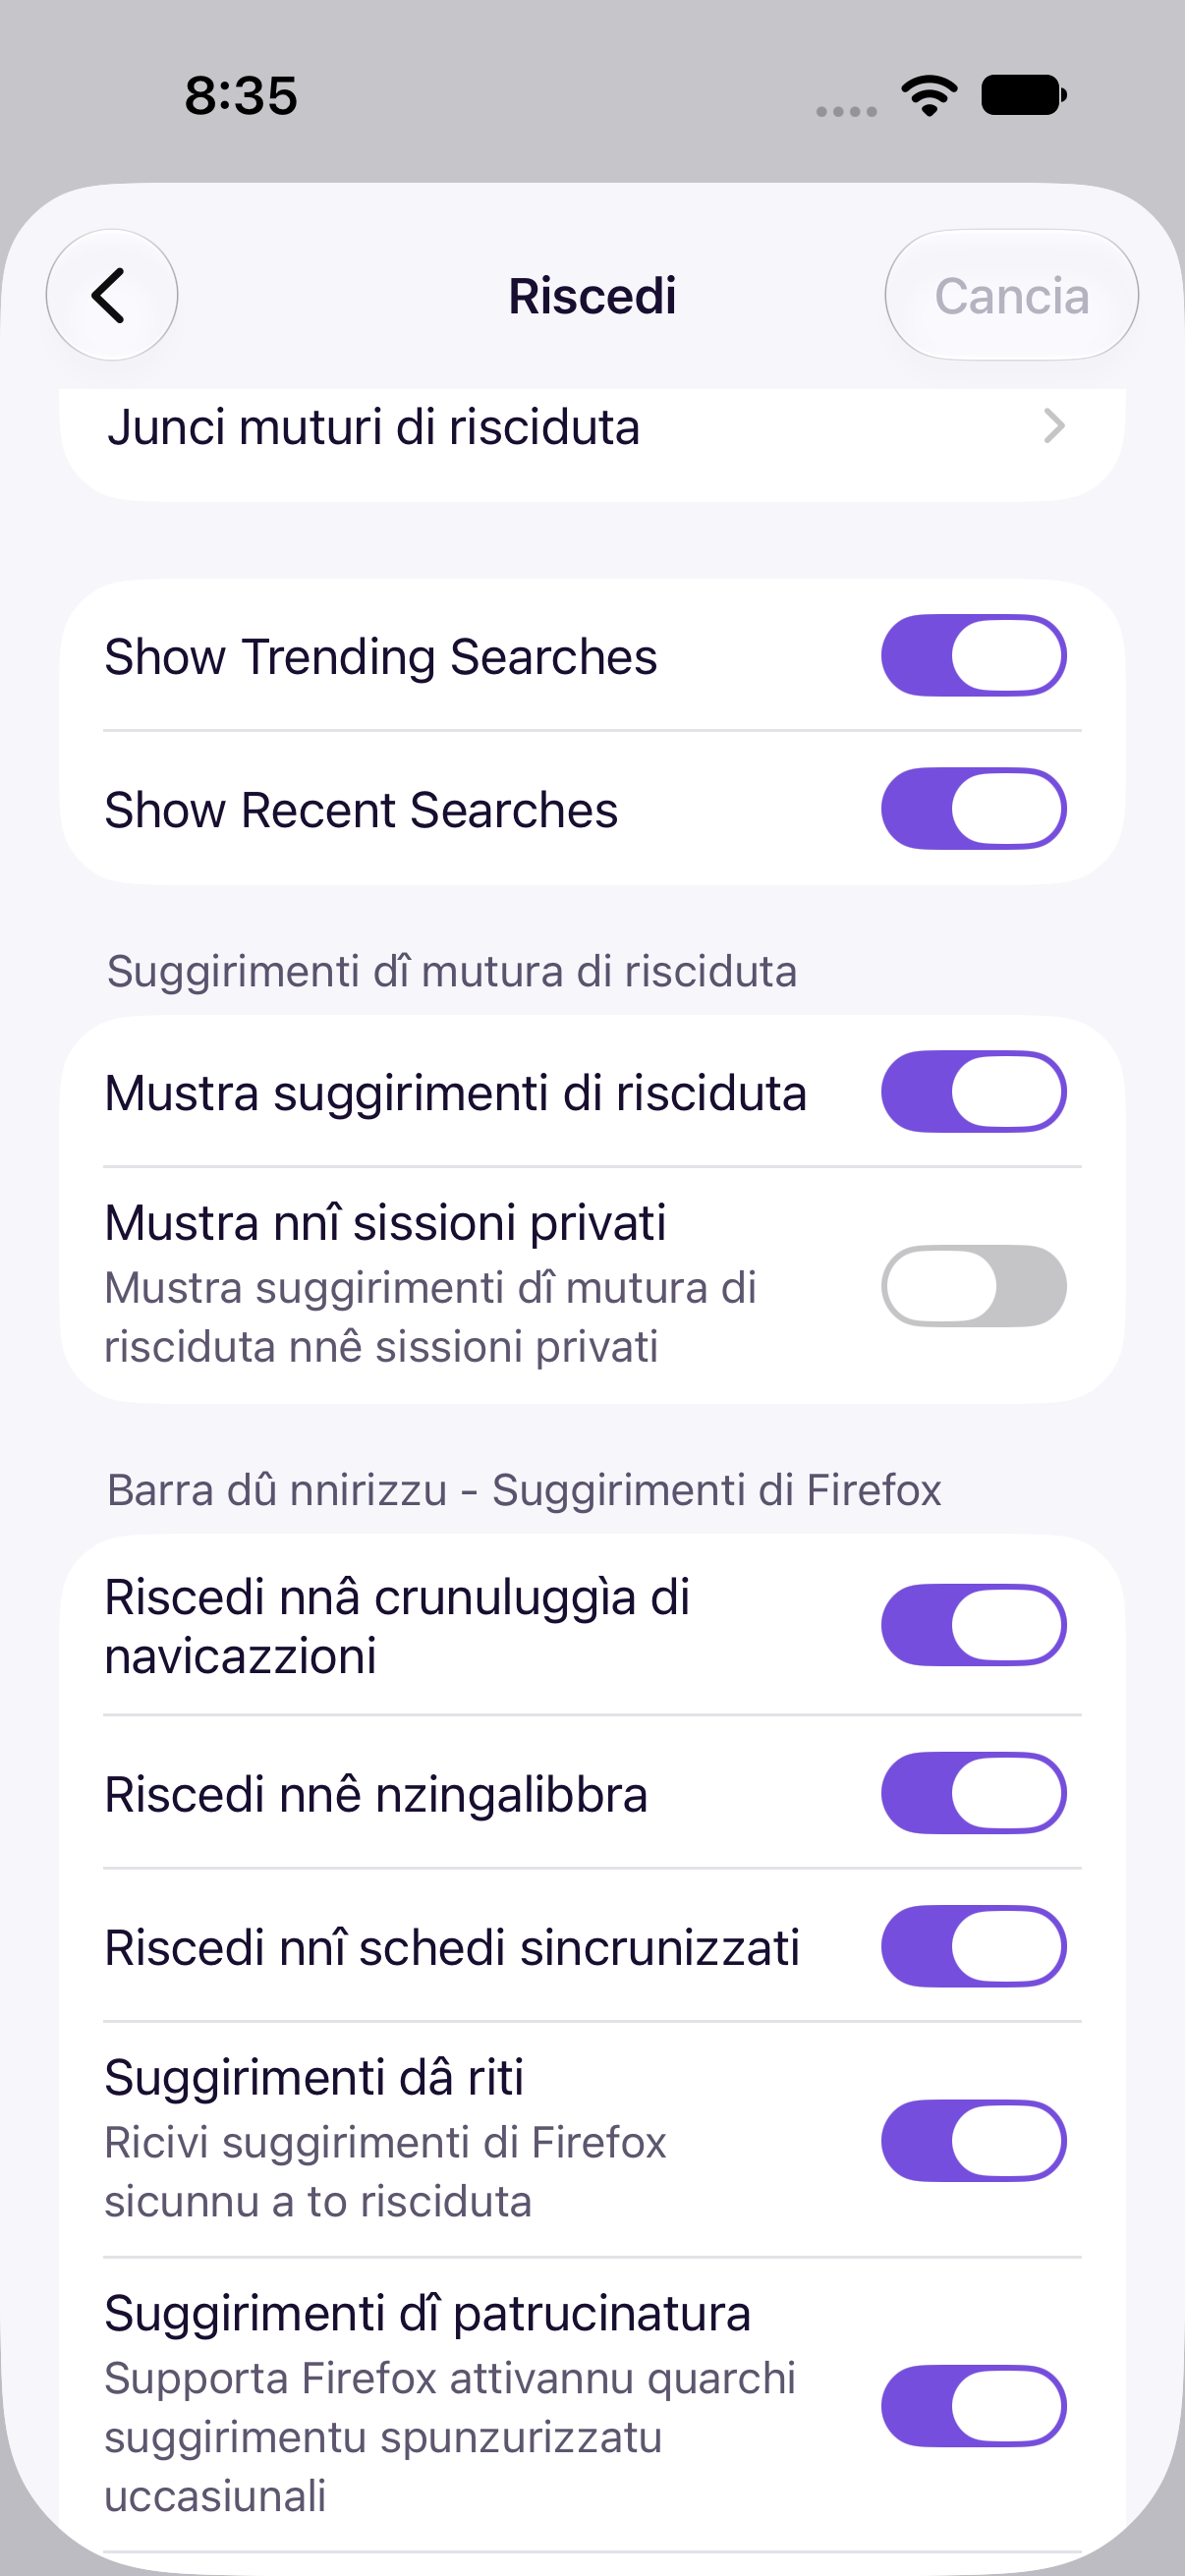 8:35
Riscedi
Cancia
Junci muturi di risciduta
Show Trending Searches
Show Recent Searches
Suggirimenti dî mutura di risciduta
Mustra suggirimenti di risciduta
Mustra nnî sissioni privati
Mustra suggirimenti dî mutura di
risciduta nnê sissioni privati
Barra dû nnirizzu - Suggirimenti di Firefox
Riscedi nnâ crunuluggìa di
navicazzioni
Riscedi nnê nzingalibbra
Riscedi nnî schedi sincrunizzati
Suggirimenti dâ riti
Ricivi suggirimenti di Firefox
sicunnu a to risciduta
Suggirimenti dî patrucinatura
Supporta Firefox attivannu quarchi
suggirimentu spunzurizzatu
uccasiunali